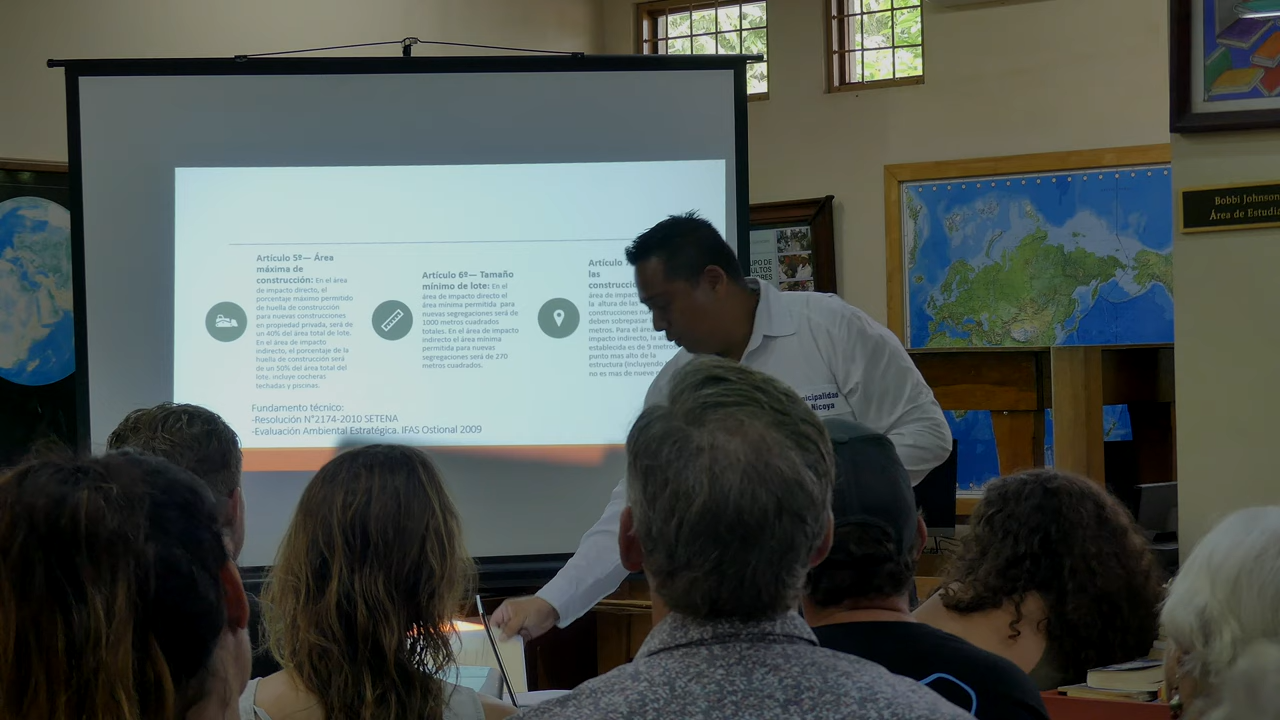 Artículo 5º— Área
máxima de
construcción: En el área
de impacto directo, el
porcentaje máximo permitido
de huella de construcción
para nuevas construcciones
en propiedad privada, será de
un 40% del área total de lote.
En el área de impacto
indirecto, el porcentaje de la
huella de construcción será
de un 50% del área total del
lote, incluye cocheras
techadas y piscinas.
Artículo 6º— Tamaño
mínimo de lote: En el
área de impacto directo el
área mínima permitida para
nuevas segregaciones será de
1000 metros cuadrados
totales. En el área de impacto
indirecto el área mínima
permitida para nuevas
segregaciones será de 270
metros cuadrados.
Artículo
las
construcci
área de impac
la altura de las
construcciones nu
deben sobrepasar
metros. Para el área
impacto indirecto, la al
establecida es de 9 metro
punto mas alto de la
estructura (incluyendo
no es mas de nueve
Fundamento técnico:
-Resolución N°2174-2010 SETENA
-Evaluación Ambiental Estratégica. IFAS Ostional 2009
nicipalidad
Nicoya
UPO DE
ULTOS
ORES
Bobbi Johnson
Área de Estudi